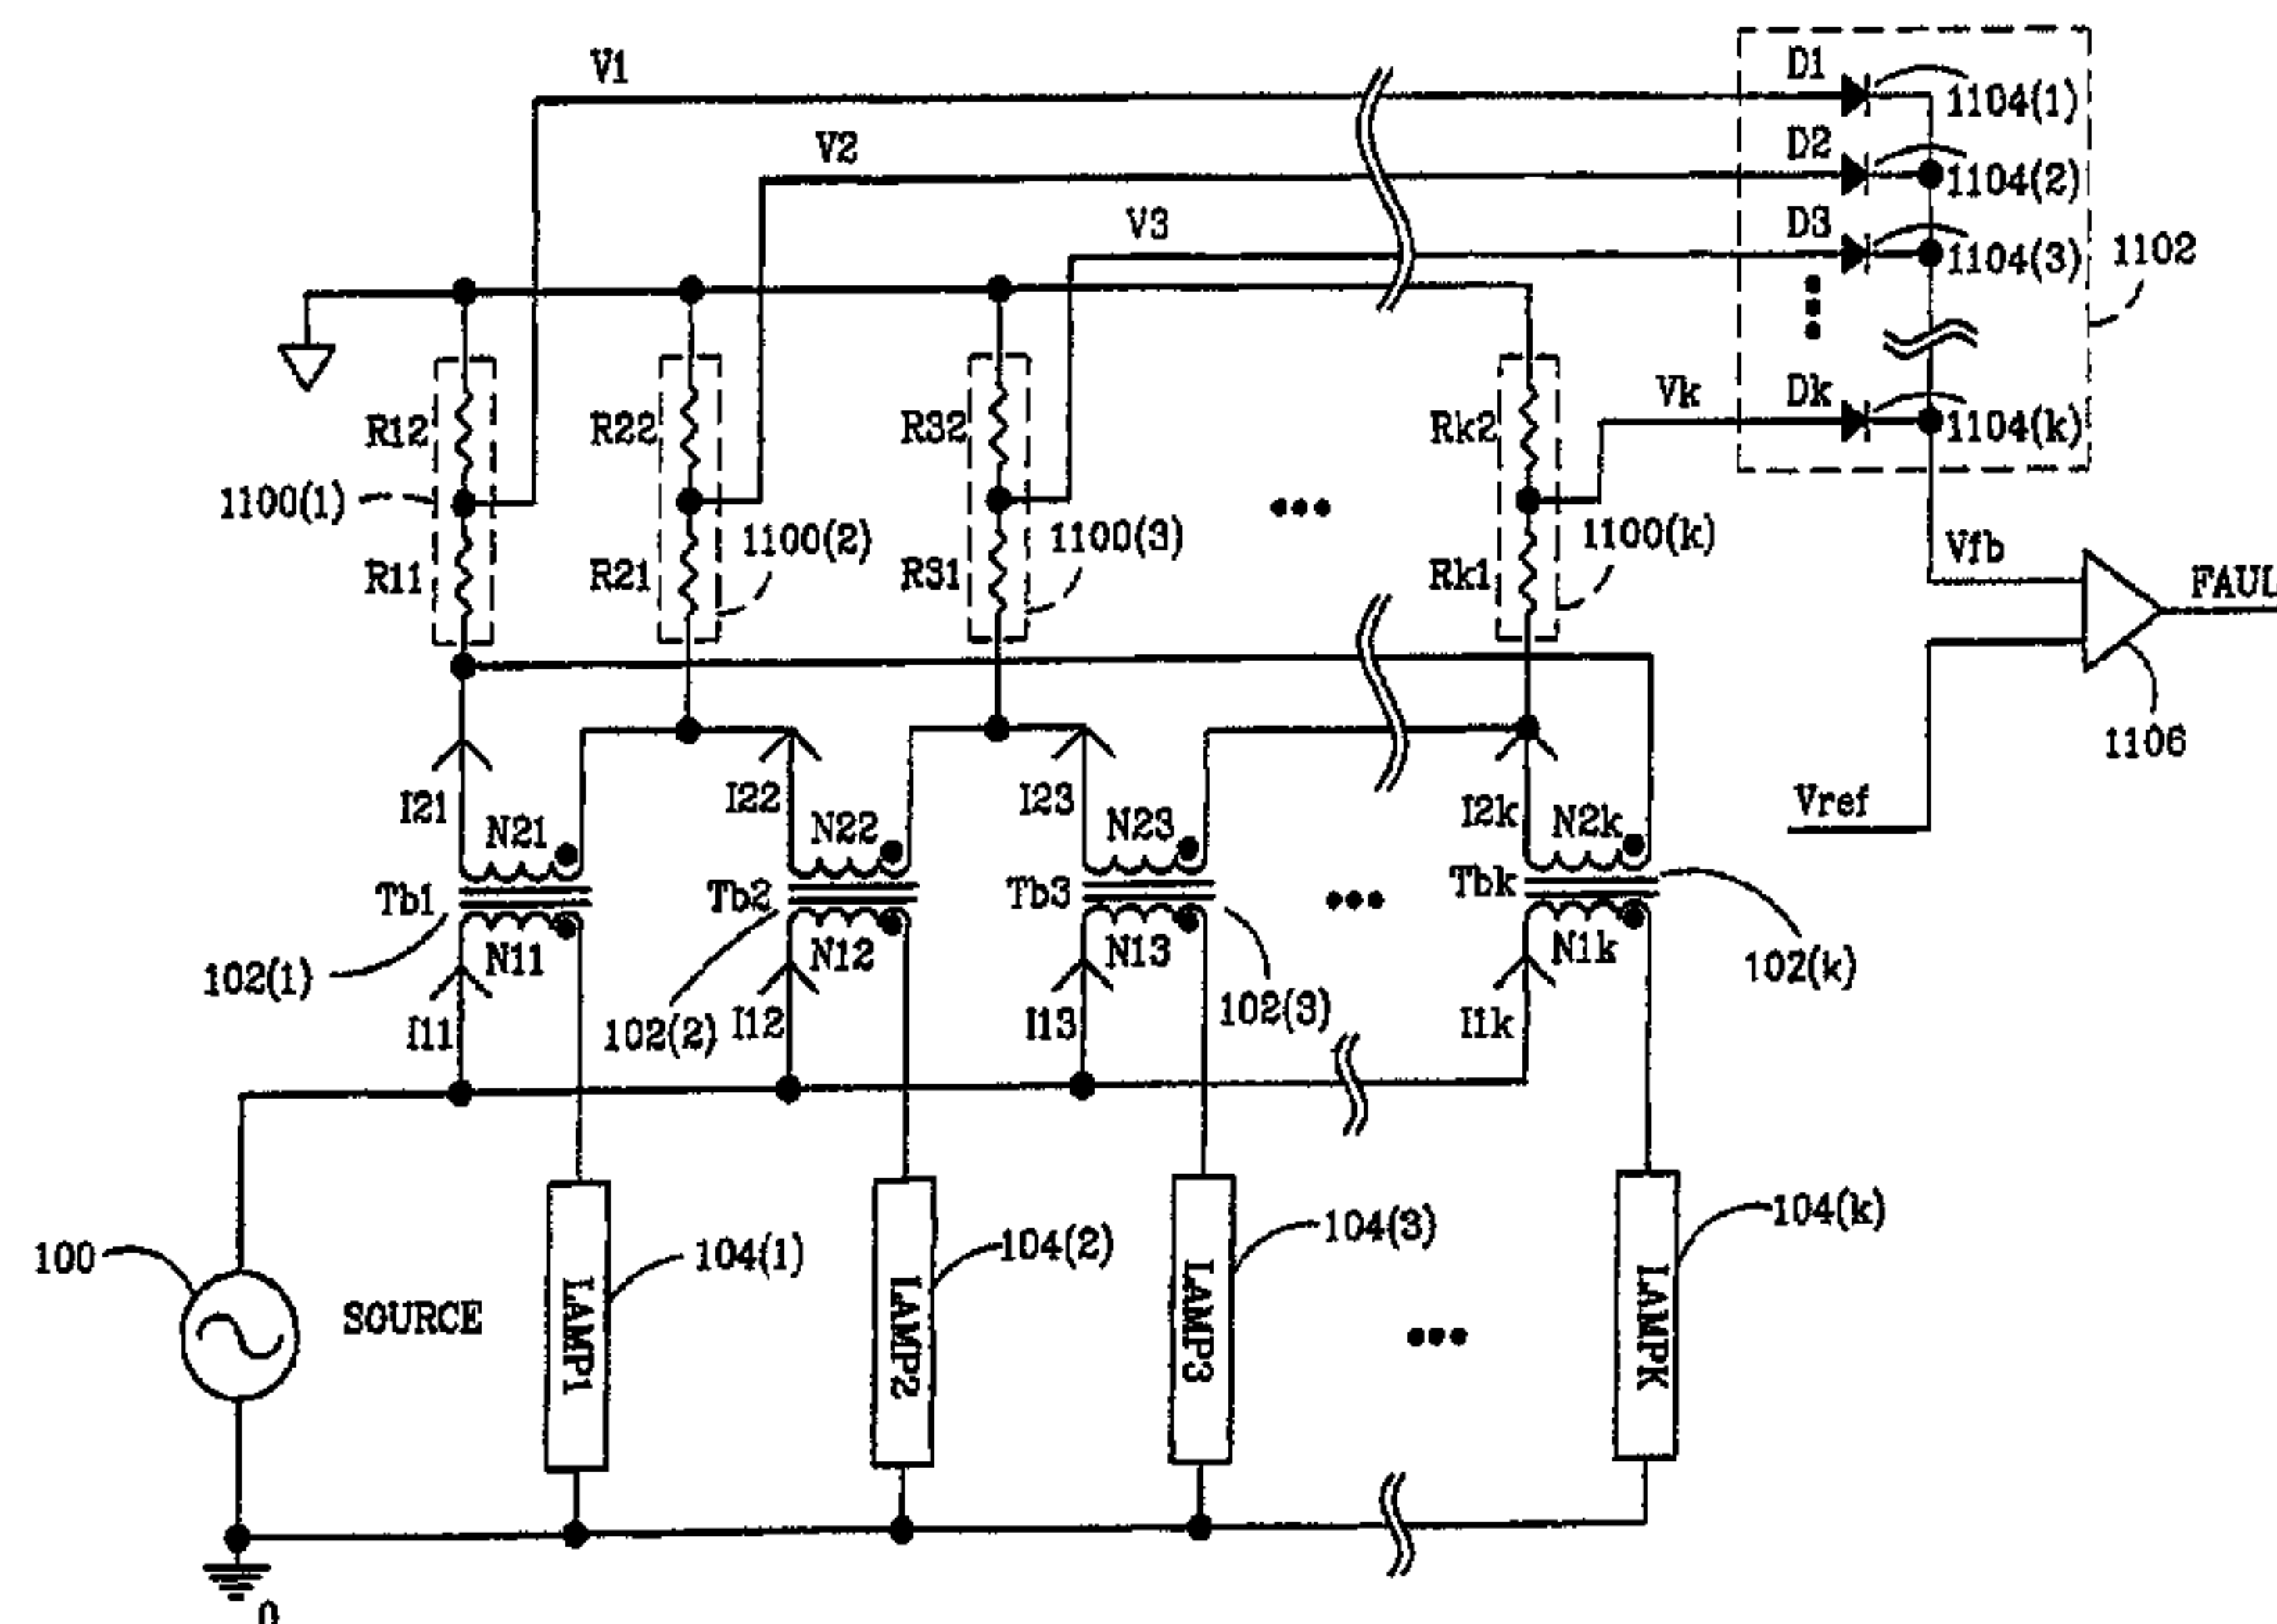 V1
D1
1104(1)
V2
D2
1104(2)
V3
D3
1104(3)
1102
Vk
Dk
1104(k)
R12
R22
R32
Rk2
1100(1)
1100(2)
1100(3)
1100(k)
R11
R21
R31
Rk1
Vfb
FAUL
1106
Vref
I21
N21
I22
N22
I23
N23
I2k
N2k
Tb1
Tb2
Tb3
Tbk
N11
N12
N13
N1k
102(1)
102(2)
102(3)
102(k)
I11
I12
I13
I1k
100
SOURCE
LAMP1
104(1)
LAMP2
104(2)
LAMP3
104(3)
LAMPK
104(k)
0